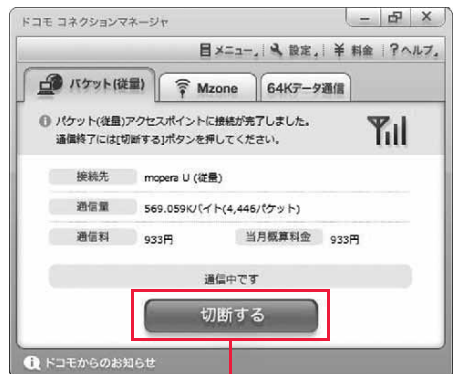 ドコモ コネクションマネージャ
メニュー 設定 ¥ 料金 ?ヘルプ
パケット(従量) Mzone 64Kデータ通信
パケット(従量)アクセスポイントに接続が完了しました。
通信終了には[切断する]ボタンを押してください。
接続先 mopera U (従量)
通信量 569.059Kバイト(4,446パケット)
通信料 933円 当月概算料金 933円
通信中です
切断する
ドコモからのお知らせ